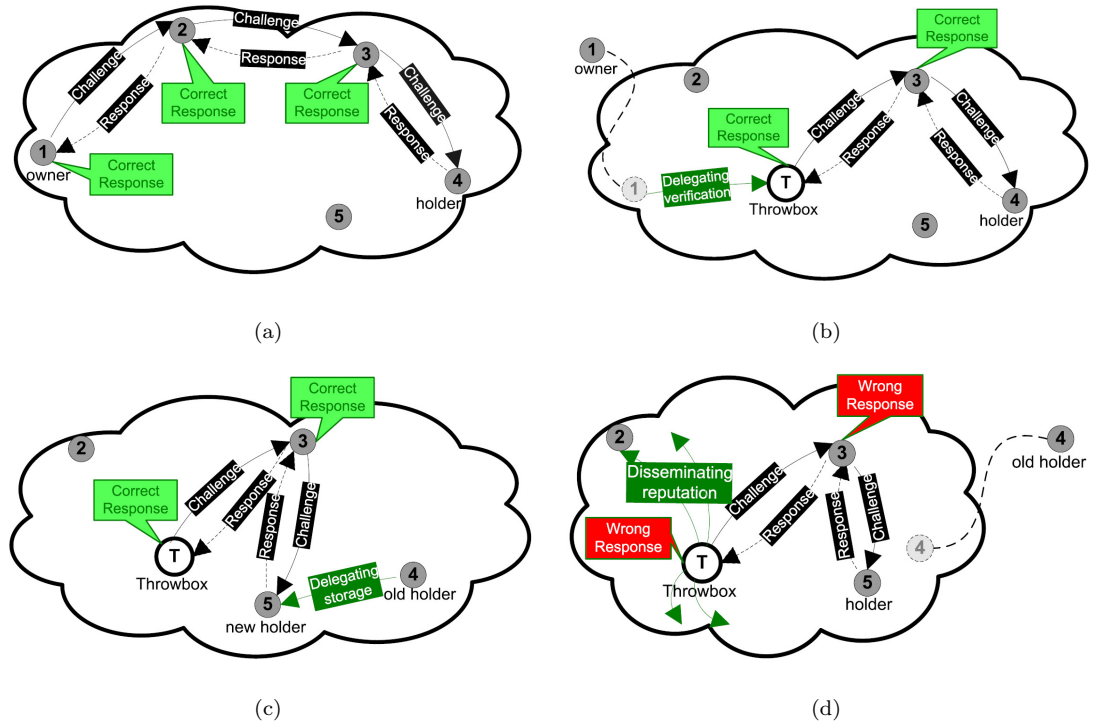 2
Challenge
Response
3
Challenge
Response
Correct
Response
Correct
Response
Challenge
Response
1
owner
Correct
Response
4
holder
5
(a)
1
owner
2
Correct
Response
3
Correct
Response
Challenge
Response
Challenge
Response
1
Delegating
verification
T
Throwbox
4
holder
5
(b)
2
Correct
Response
3
Correct
Response
Challenge
Response
Response
Challenge
T
Throwbox
Delegating
storage
4
old holder
5
new holder
(c)
2
Wrong
Response
3
4
old holder
Disseminating
reputation
Challenge
Response
Response
Challenge
Wrong
Response
T
Throwbox
4
5
holder
(d)